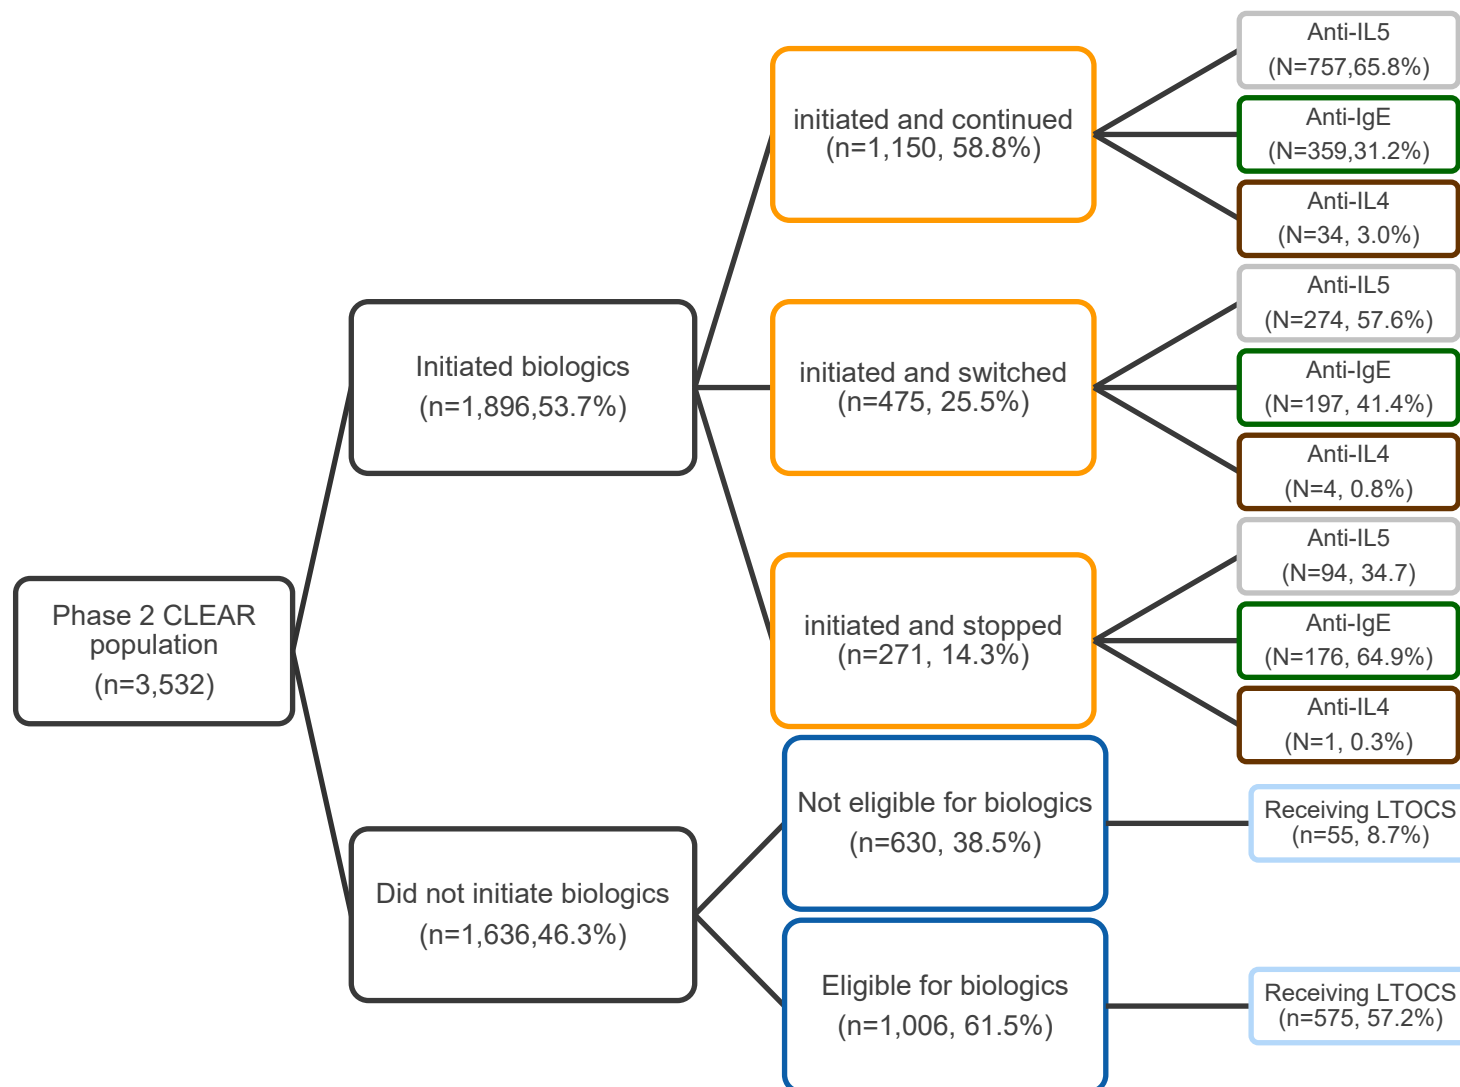 Phase 2 CLEAR
population
(n=3,532)
Initiated biologics
(n=1,896,53.7%)
Did not initiate biologics
(n=1,636,46.3%)
initiated and continued
(n=1,150, 58.8%)
initiated and switched
(n=475, 25.5%)
initiated and stopped
(n=271, 14.3%)
Not eligible for biologics
(n=630, 38.5%)
Eligible for biologics
(n=1,006, 61.5%)
Anti-IL5
(N=757,65.8%)
Anti-IgE
(N=359,31.2%)
Anti-IL4
(N=34, 3.0%)
Anti-IL5
(N=274, 57.6%)
Anti-IgE
(N=197, 41.4%)
Anti-IL4
(N=4, 0.8%)
Anti-IL5
(N=94, 34.7)
Anti-IgE
(N=176, 64.9%)
Anti-IL4
(N=1, 0.3%)
Receiving LTOCS
(n=55, 8.7%)
Receiving LTOCS
(n=575, 57.2%)